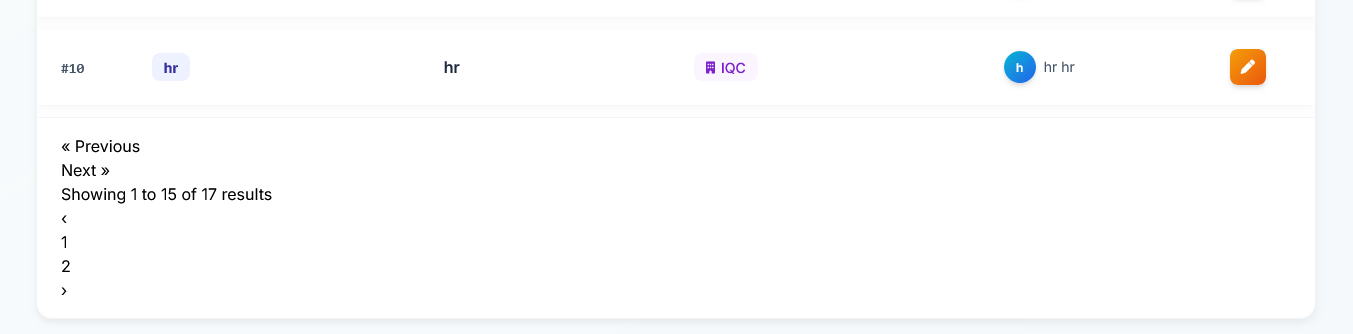 #10 hr hr IQC h hr hr
« Previous
Next »
Showing 1 to 15 of 17 results
‹
1
2
›